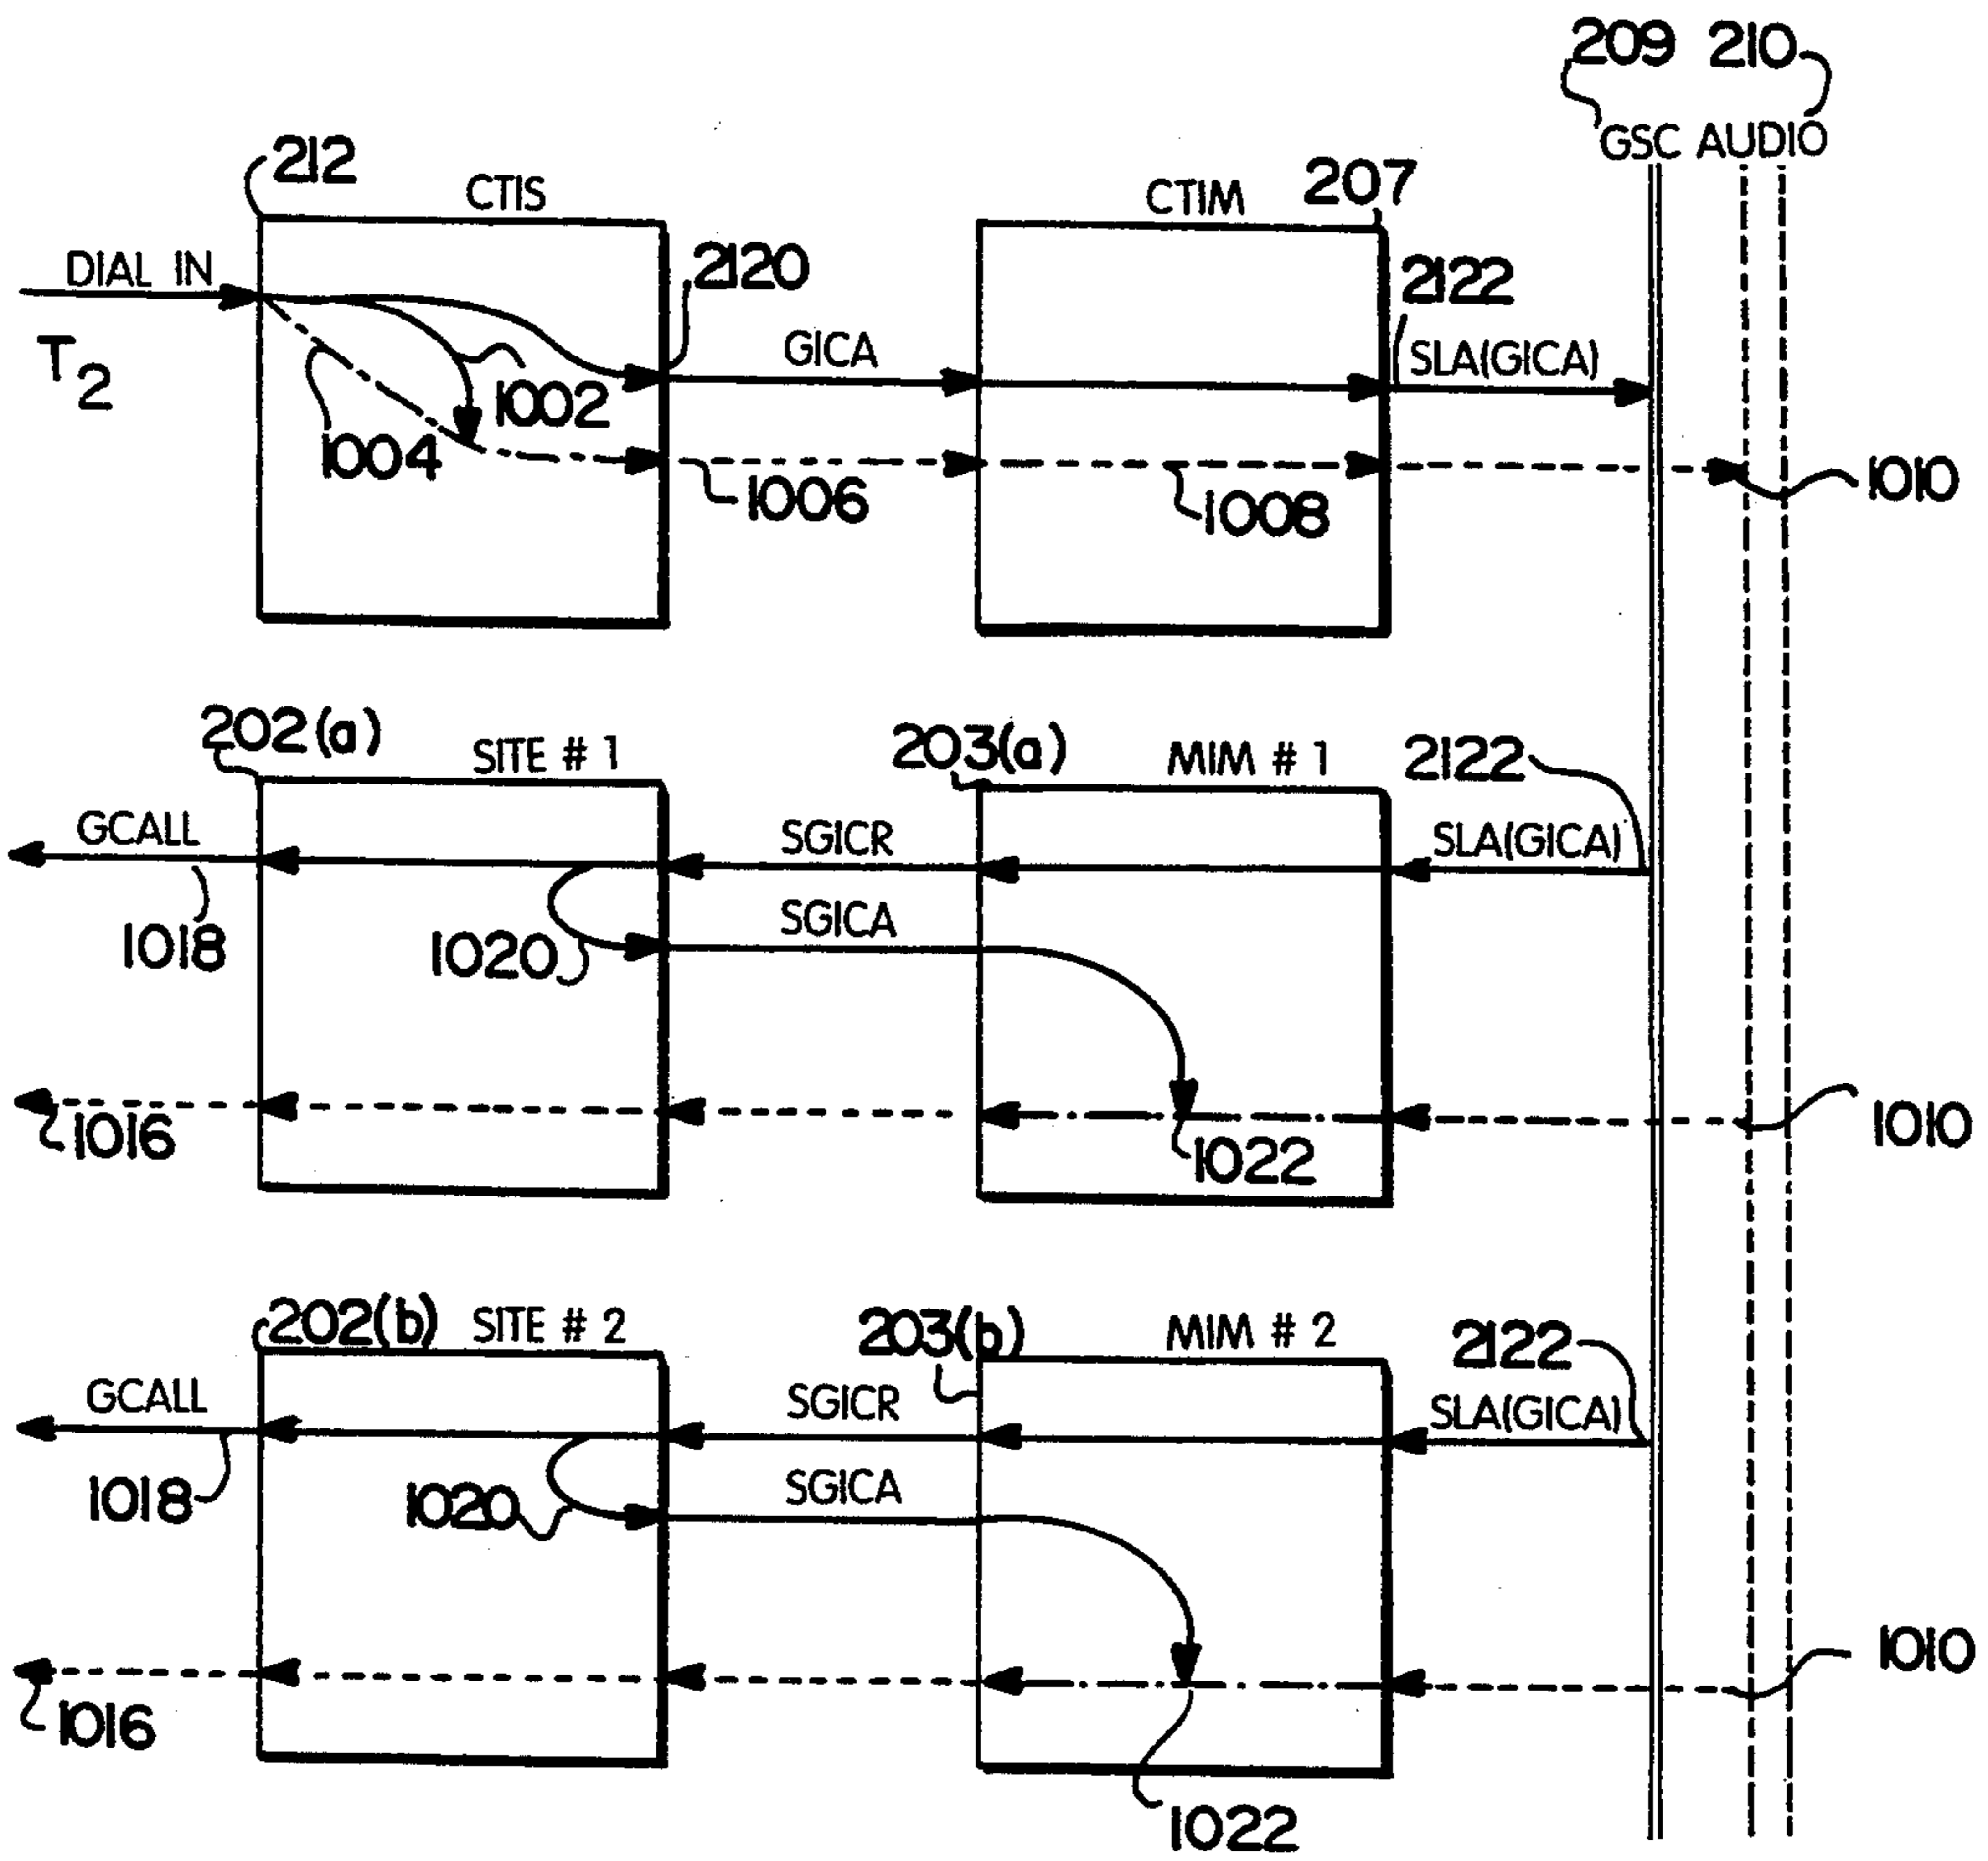 209 210
GSC AUDIO
212 CTIS
CTIM 207
DIAL IN
2120
2122
T2
GICA
SLA(GICA)
1002
1004
1006
1008
1010
202(a) SITE # 1
203(a) MIM # 1
2122
GCALL
SGICR
SLA(GICA)
1018
1020
SGICA
1016
1022
1010
202(b) SITE # 2
203(b) MIM # 2
2122
GCALL
SGICR
SLA(GICA)
1018
1020
SGICA
1016
1010
1022